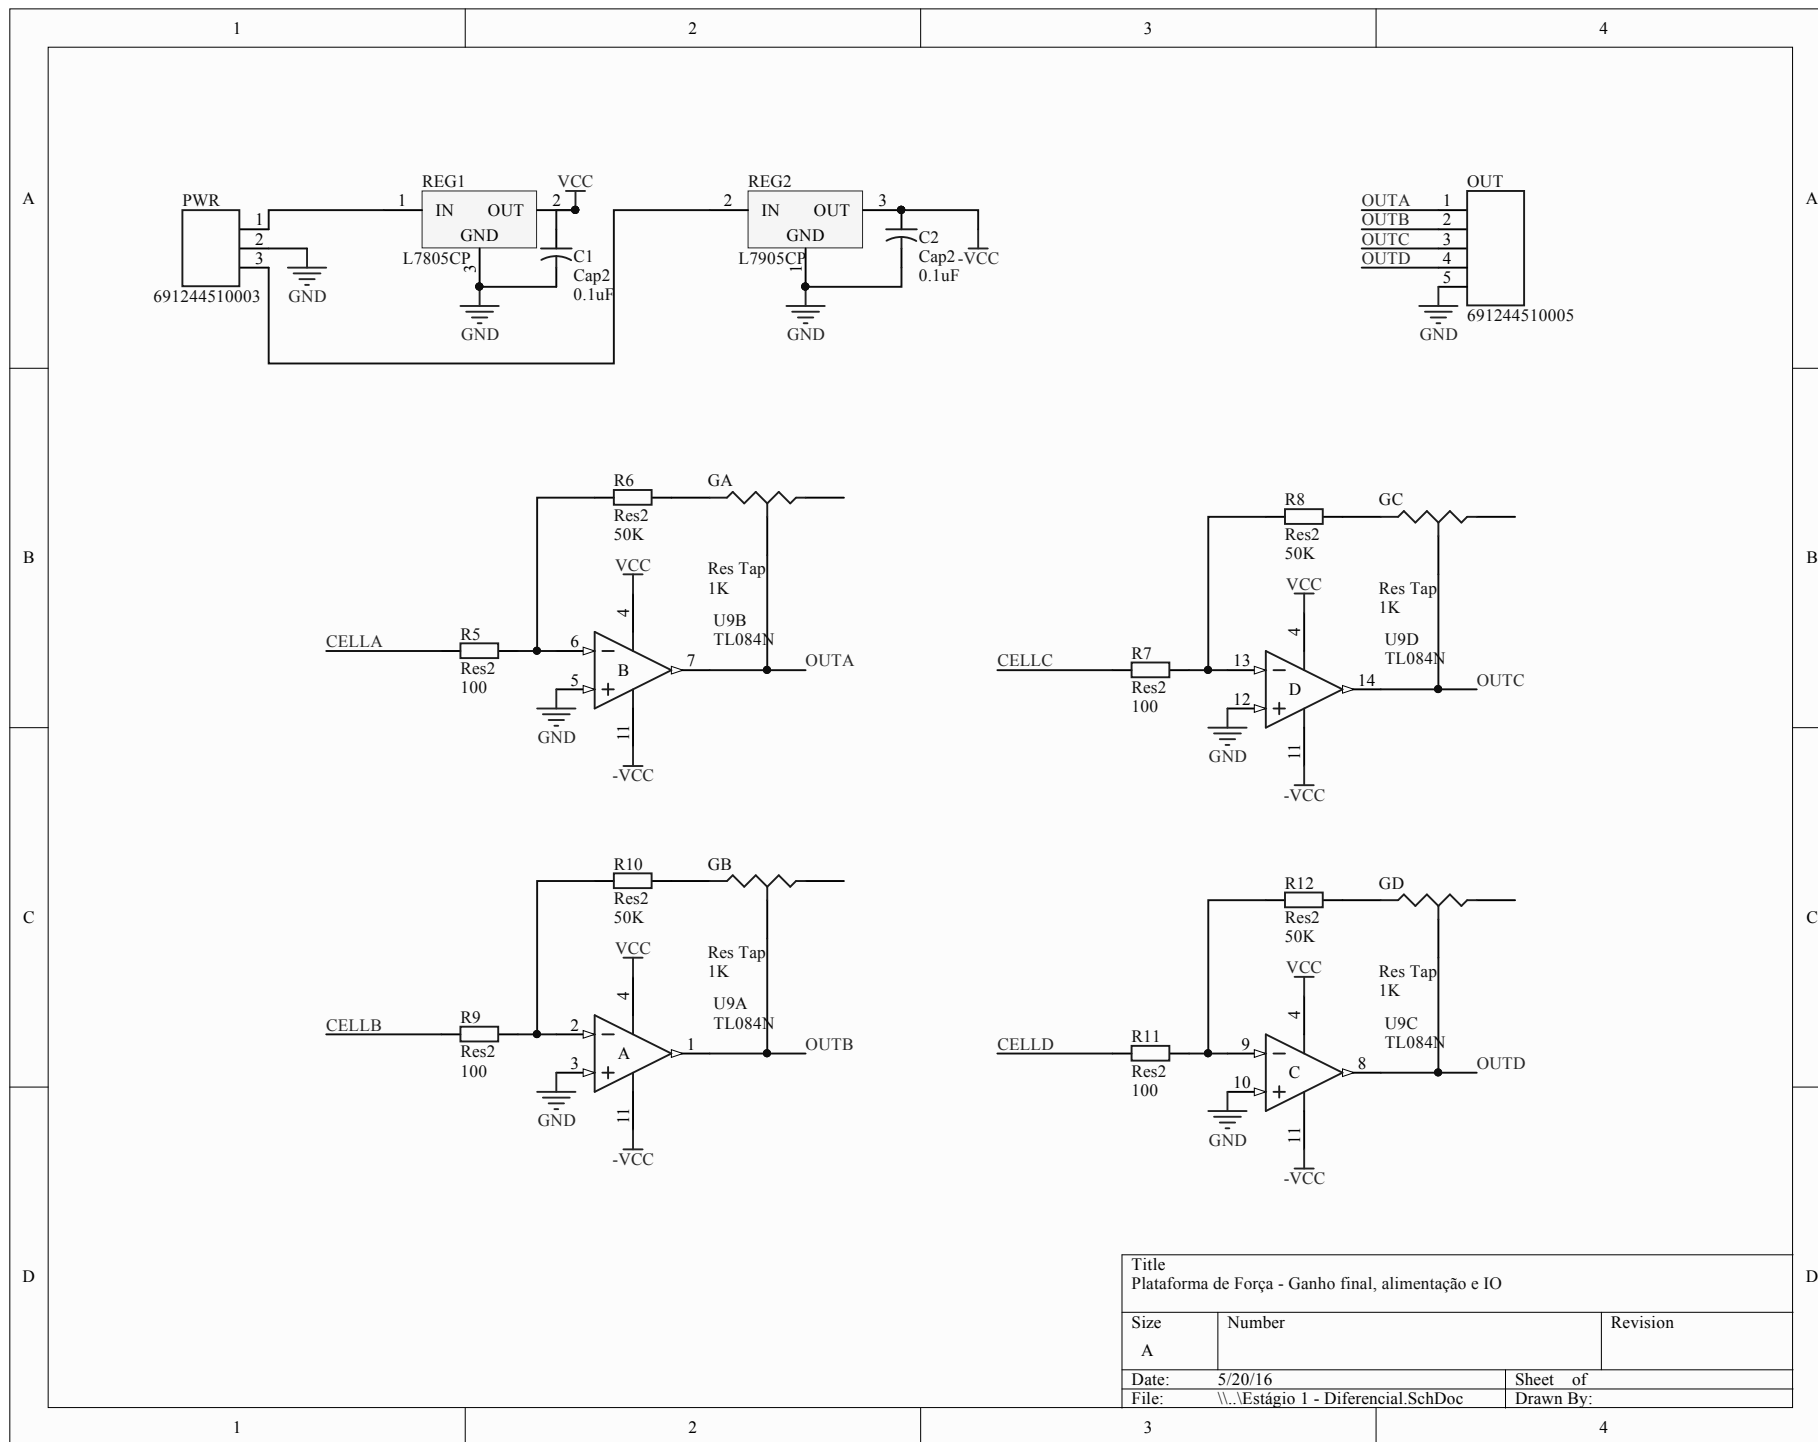 1 2 3 4
A A
PWR
1
2
3
691244510003
GND
REG1
1 IN OUT 2
GND
L7805CP
3
GND
VCC
C1
Cap2
0.1uF
REG2
2 IN OUT 3
GND
L7905CP
1
GND
C2
Cap2
0.1uF
-VCC
OUT
OUTA 1
OUTB 2
OUTC 3
OUTD 4
5
GND
691244510005
B B
R6
Res2
50K
GA
Res Tap
1K
VCC
4
U9B
TL084N
CELLA
R5
Res2
100
6
5
B
7
OUTA
GND
11
-VCC
R8
Res2
50K
GC
Res Tap
1K
VCC
4
U9D
TL084N
CELLC
R7
Res2
100
13
12
D
14
OUTC
GND
11
-VCC
C C
R10
Res2
50K
GB
Res Tap
1K
VCC
4
U9A
TL084N
CELLB
R9
Res2
100
2
3
A
1
OUTB
GND
11
-VCC
R12
Res2
50K
GD
Res Tap
1K
VCC
4
U9C
TL084N
CELLD
R11
Res2
100
9
10
C
8
OUTD
GND
11
-VCC
D D
Title
Plataforma de Força - Ganho final, alimentação e IO
Size Number Revision
A
Date: 5/20/16 Sheet of
File: \\..\Estágio 1 - Diferencial.SchDoc Drawn By:
1 2 3 4